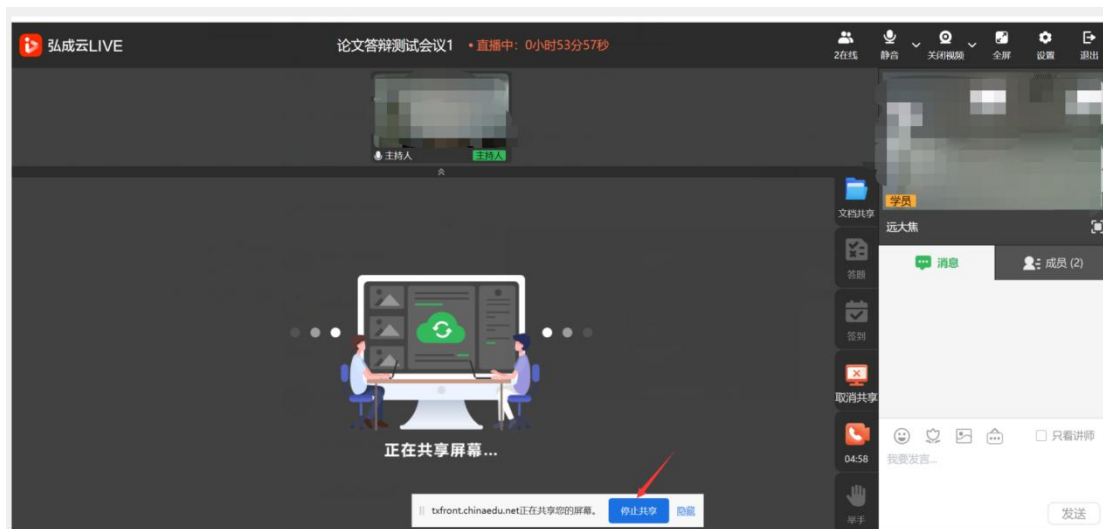 弘成云LIVE
论文答辩测试会议1 •直播中：0小时53分57秒
2在线
静音
关闭视频
全屏
设置
退出
主持人
主持人
学员
远大焦
文档共享
答题
签到
取消共享
04:58
举手
消息
成员 (2)
正在共享屏幕...
txfront.chinaedu.net正在共享您的屏幕。
停止共享
隐藏
只看讲师
我要发言...
发送